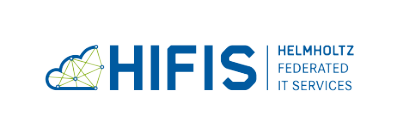 HIFIS
HELMHOLTZ
FEDERATED
IT SERVICES